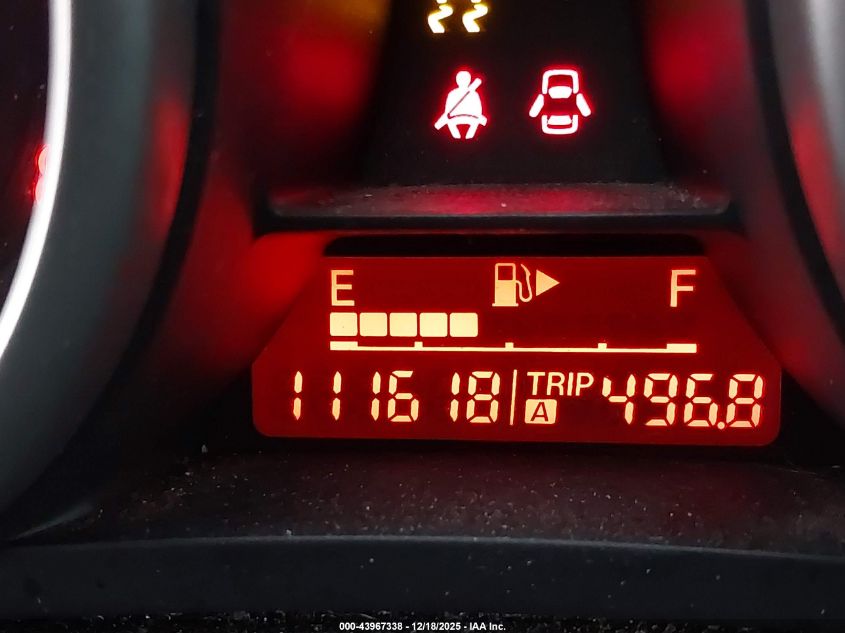 E F
111618 TRIP A 496.8
000-43967338 - 12/18/2025 - IAA Inc.